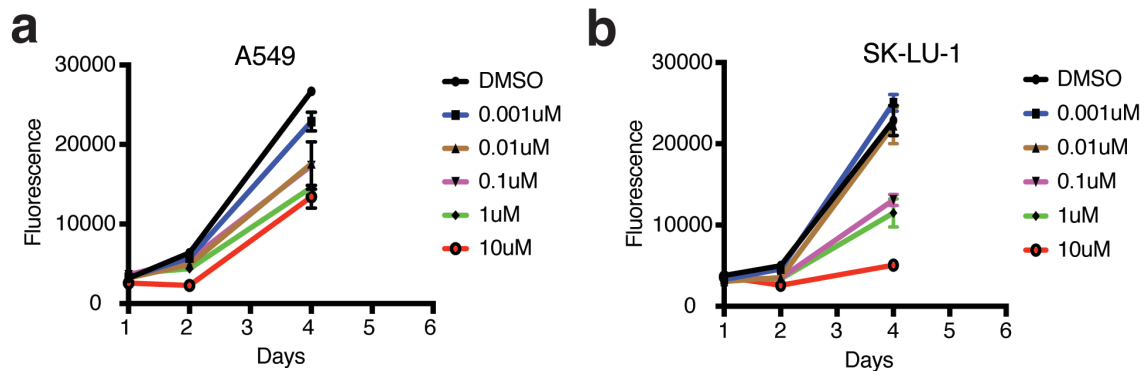 a
A549
Fluorescence
30000
20000
10000
0
1 2 3 4 5 6
Days
DMSO
0.001uM
0.01uM
0.1uM
1uM
10uM
b
SK-LU-1
Fluorescence
30000
20000
10000
0
1 2 3 4 5 6
Days
DMSO
0.001uM
0.01uM
0.1uM
1uM
10uM